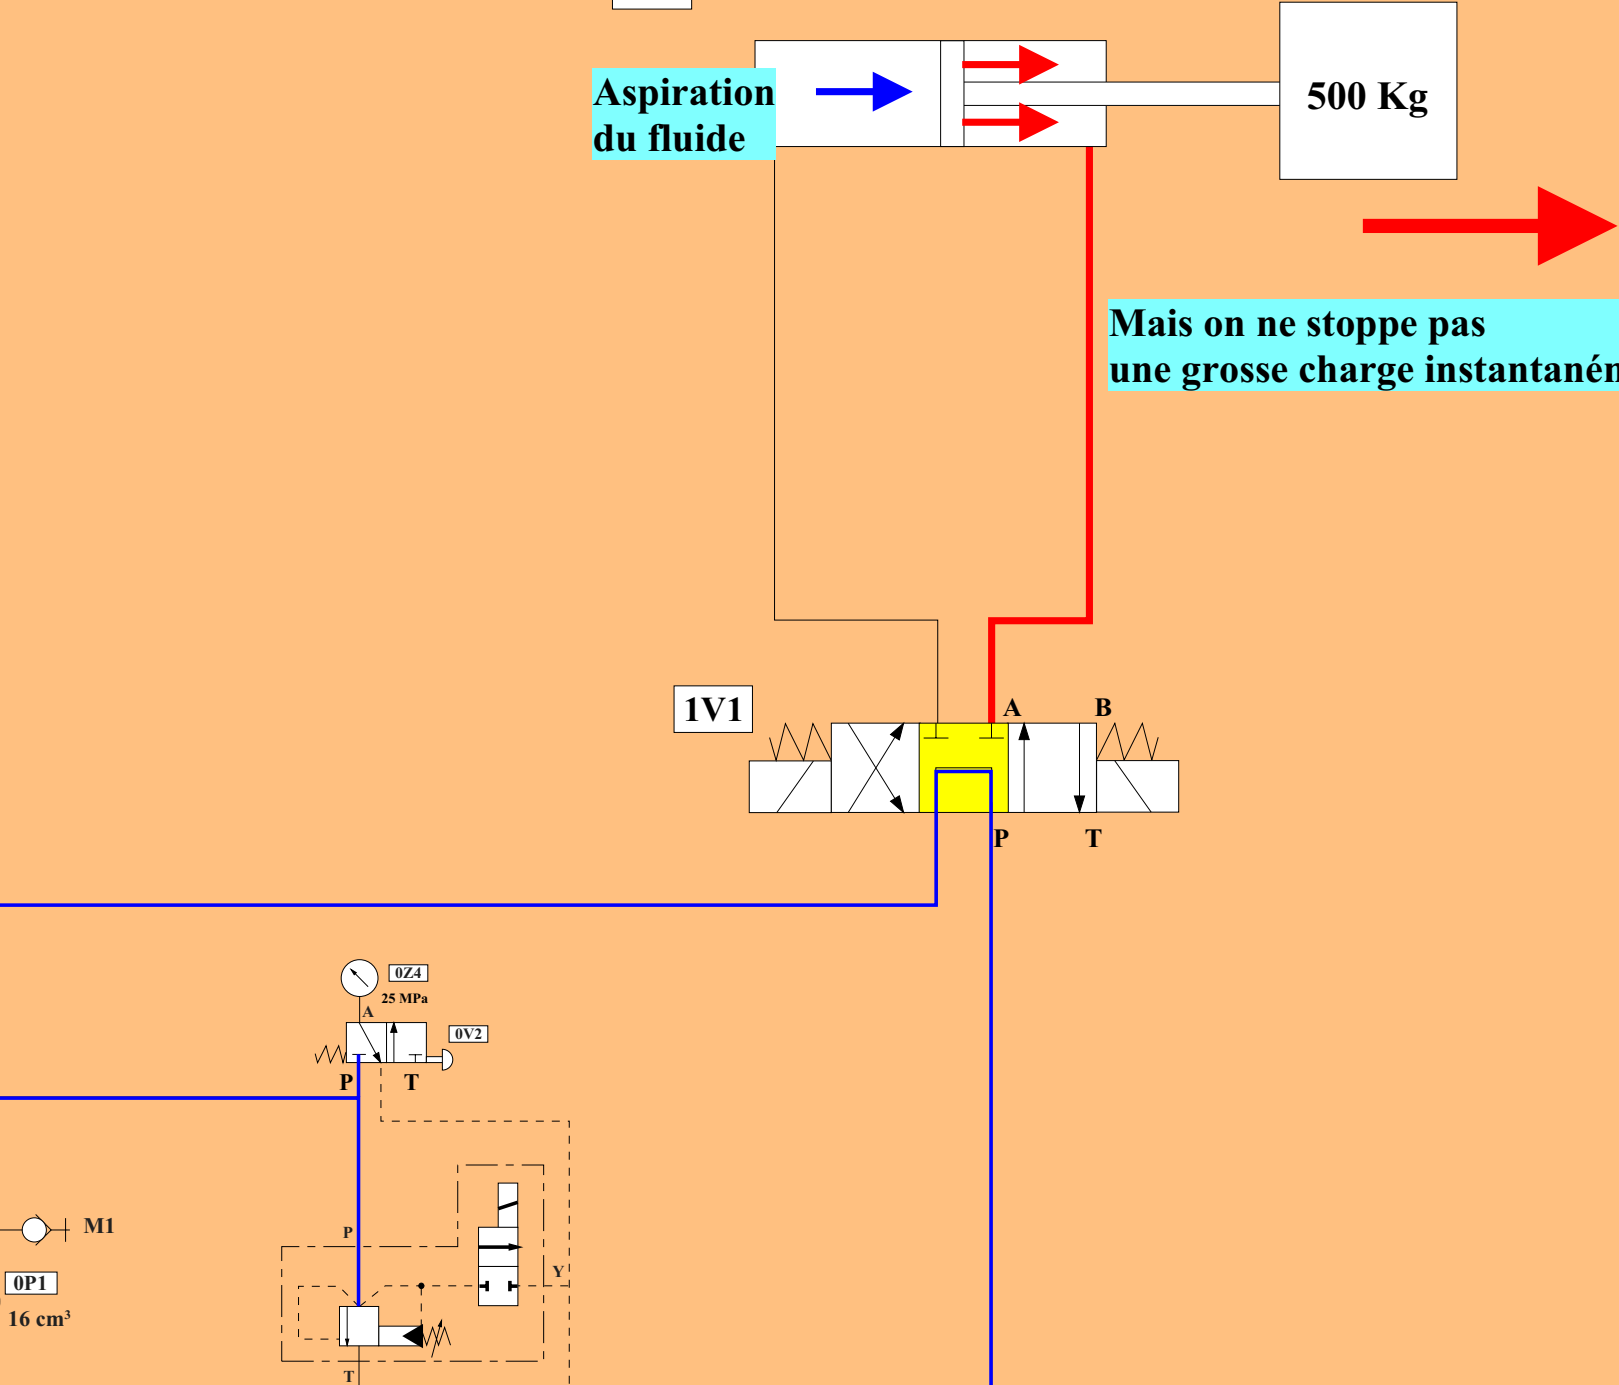 500 Kg
Aspiration
du fluide
Mais on ne stoppe pas
une grosse charge instantaném
1V1
A
B
P
T
0Z4
25 MPa
A
0V2
P
T
M1
P
Y
0P1
16 cm³
T